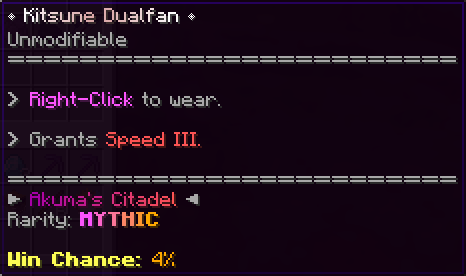 ◆ Kitsune Dualfan ◆
Unmodifiable
================================
> Right-Click to wear.
> Grants Speed III.
================================
► Akuma's Citadel ◄
Rarity: MYTHIC
Win Chance: 4%